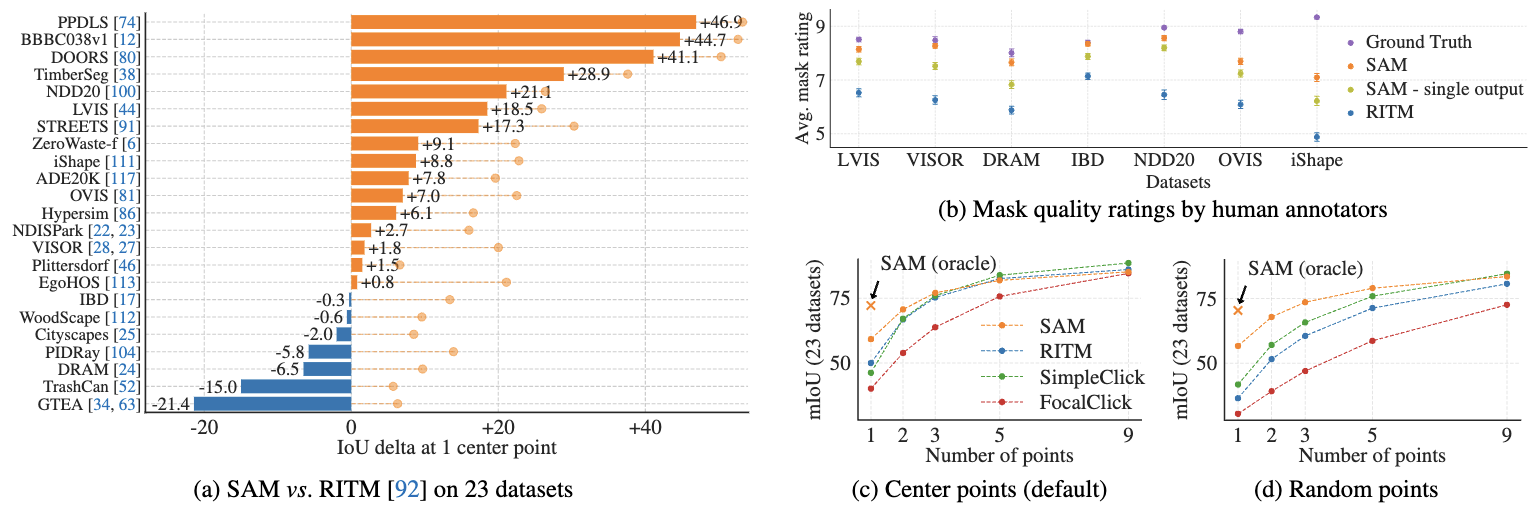 PPDLS [74] +46.9
BBBC038v1 [12] +44.7
DOORS [80] +41.1
TimberSeg [38] +28.9
NDD20 [100] +21.1
LVIS [44] +18.5
STREETS [91] +17.3
ZeroWaste-f [6] +9.1
iShape [111] +8.8
ADE20K [117] +7.8
OVIS [81] +7.0
Hypersim [86] +6.1
NDISPark [22, 23] +2.7
VISOR [28, 27] +1.8
Plittersdorf [46] +1.5
EgoHOS [113] +0.8
IBD [17] -0.3
WoodScape [112] -0.6
Cityscapes [25] -2.0
PIDRay [104] -5.8
DRAM [24] -6.5
TrashCan [52] -15.0
GTEA [34, 63] -21.4
-20 0 +20 +40
IoU delta at 1 center point
(a) SAM vs. RITM [92] on 23 datasets
Avg. mask rating
9
7
5
Ground Truth
SAM
SAM - single output
RITM
LVIS VISOR DRAM IBD NDD20 OVIS iShape
Datasets
(b) Mask quality ratings by human annotators
mIoU (23 datasets)
75
50
SAM (oracle)
SAM
RITM
SimpleClick
FocalClick
1 2 3 5 9
Number of points
(c) Center points (default)
mIoU (23 datasets)
75
50
SAM (oracle)
1 2 3 5 9
Number of points
(d) Random points